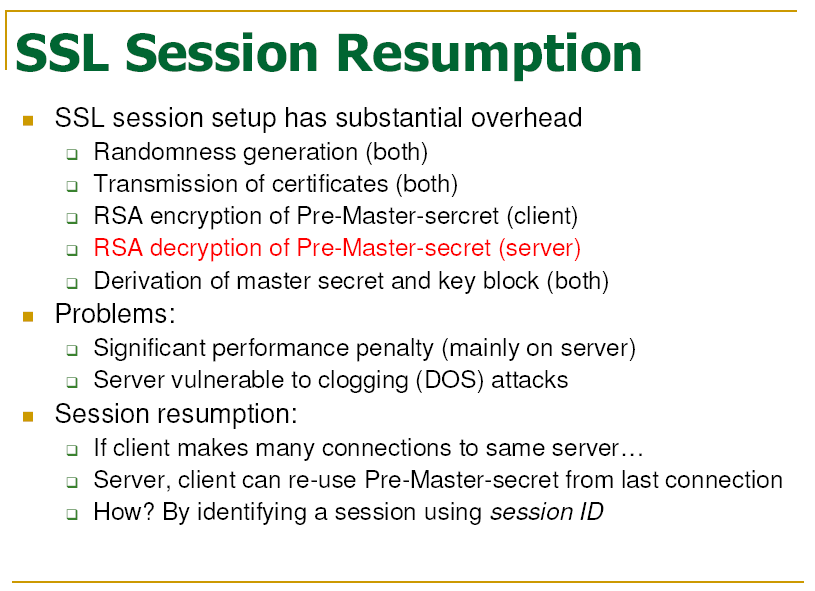 SSL Session Resumption
SSL session setup has substantial overhead
Randomness generation (both)
Transmission of certificates (both)
RSA encryption of Pre-Master-sercret (client)
RSA decryption of Pre-Master-secret (server)
Derivation of master secret and key block (both)
Problems:
Significant performance penalty (mainly on server)
Server vulnerable to clogging (DOS) attacks
Session resumption:
If client makes many connections to same server…
Server, client can re-use Pre-Master-secret from last connection
How? By identifying a session using session ID